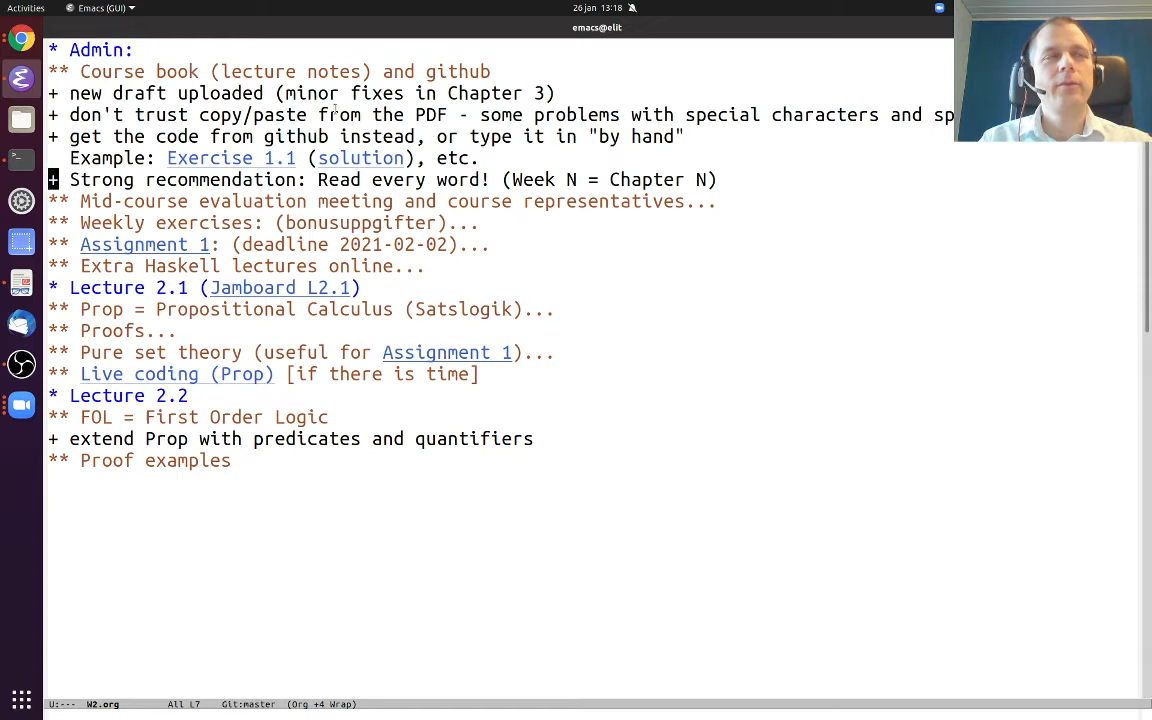 Activities Emacs (GUI) 26 jan 13:18
emacs@elit
* Admin:
** Course book (lecture notes) and github
+ new draft uploaded (minor fixes in Chapter 3)
+ don't trust copy/paste from the PDF - some problems with special characters and sp
+ get the code from github instead, or type it in "by hand"
Example: Exercise 1.1 (solution), etc.
+ Strong recommendation: Read every word! (Week N = Chapter N)
** Mid-course evaluation meeting and course representatives...
** Weekly exercises: (bonusuppgifter)...
** Assignment 1: (deadline 2021-02-02)...
** Extra Haskell lectures online...
* Lecture 2.1 (Jamboard L2.1)
** Prop = Propositional Calculus (Satslogik)...
** Proofs...
** Pure set theory (useful for Assignment 1)...
** Live coding (Prop) [if there is time]
* Lecture 2.2
** FOL = First Order Logic
+ extend Prop with predicates and quantifiers
** Proof examples
U:--- W2.org All L7 Git:master (Org +4 Wrap)